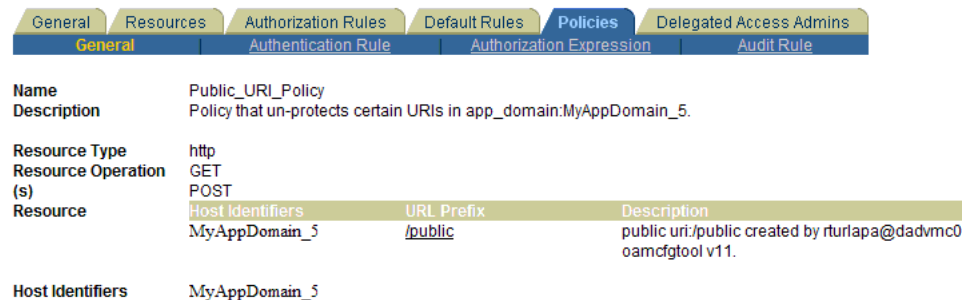 General Resources Authorization Rules Default Rules Policies Delegated Access Admins
General Authentication Rule Authorization Expression Audit Rule
Name Public_URI_Policy
Description Policy that un-protects certain URIs in app_domain:MyAppDomain_5.
Resource Type http
Resource Operation GET
(s) POST
Resource Host Identifiers URL Prefix Description
MyAppDomain_5 /public public uri:/public created by rturlapa@dadvmc0
oamcfgtool v11.
Host Identifiers MyAppDomain_5